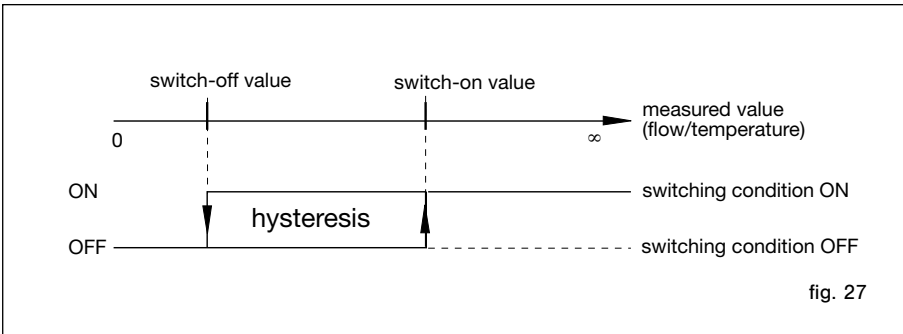 switch-off value
switch-on value
measured value
(flow/temperature)
0
∞
ON
switching condition ON
hysteresis
OFF
switching condition OFF
fig. 27